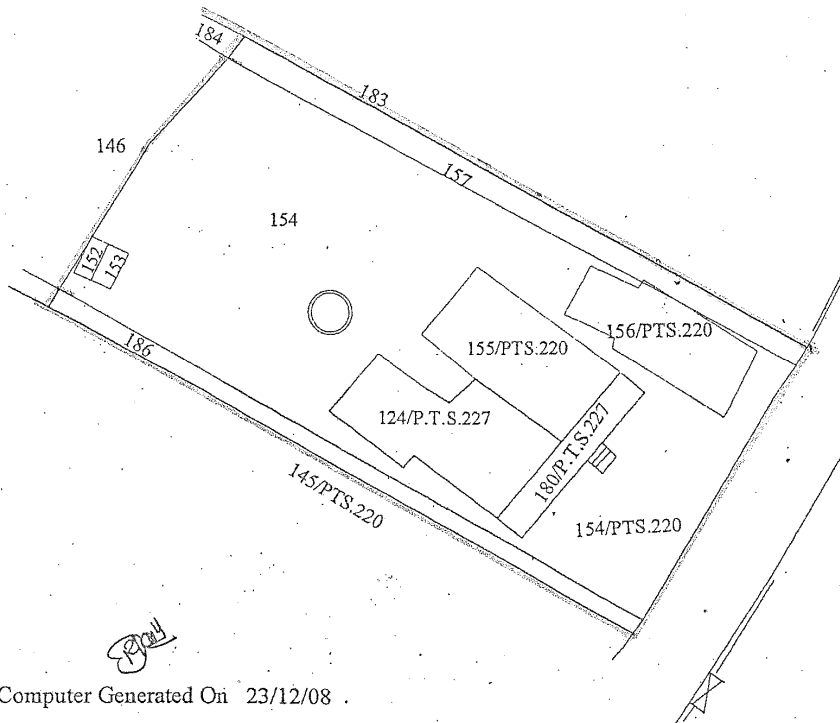 184
183
146
157
154
152
153
155/PTS.220
156/PTS.220
186
124/P.T.S.227
180/P.T.S.227
145/PTS.220
154/PTS.220
Computer Generated On 23/12/08 .